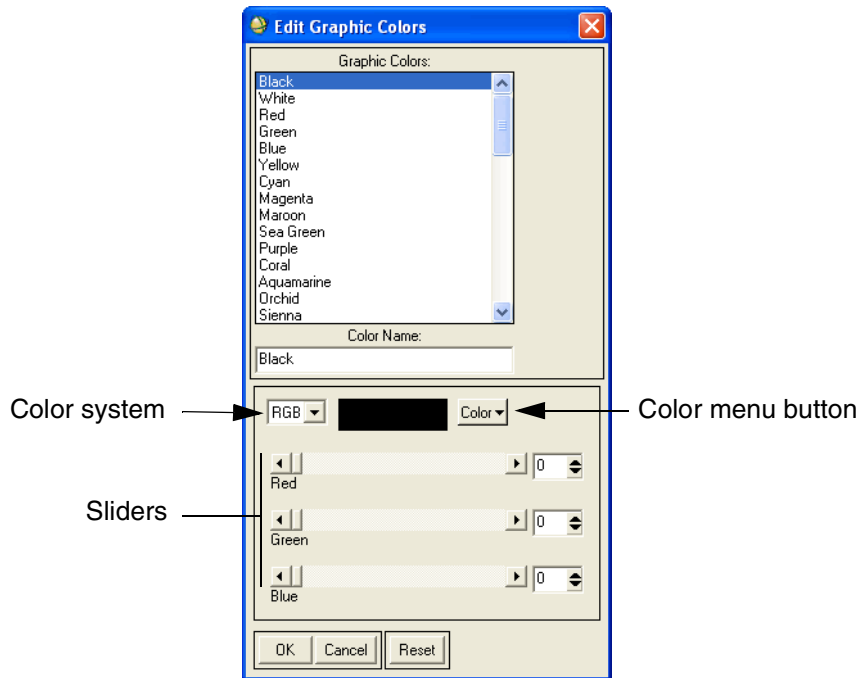 Edit Graphic Colors
Graphic Colors:
Black
White
Red
Green
Blue
Yellow
Cyan
Magenta
Maroon
Sea Green
Purple
Coral
Aquamarine
Orchid
Sienna
Color Name:
Black
Color system
RGB
Color
Color menu button
0
Red
Sliders
0
Green
0
Blue
OK
Cancel
Reset